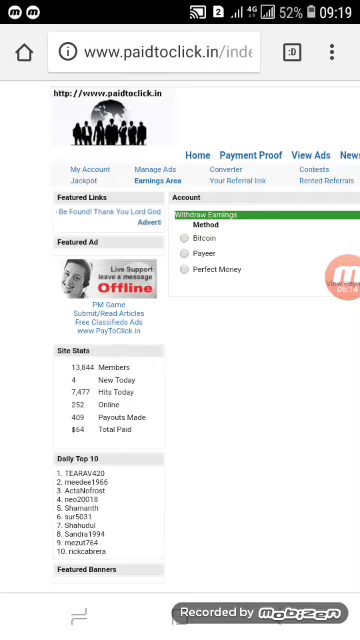 52% 09:19
www.paidtoclick.in/inde
:D
http://www.paidtoclick.in
Home Payment Proof View Ads News
My Account Manage Ads Converter Contests
Jackpot Earnings Area Your Referral link Rented Referrals
Featured Links
Be Found! Thank You Lord God
Adverti
Featured Ad
Live Support
leave a message
Offline
PM Game
Submit/Read Articles
Free Classifieds Ads
www.PayToClick.in
Site Stats
13,844 Members
4 New Today
7,477 Hits Today
252 Online
409 Payouts Made
$64 Total Paid
Daily Top 10
1. TEARAV420
2. meedee1966
3. ActaNofrost
4. neo20018
5. Shamanth
6. sur5031
7. Shahudul
8. Sandra1994
9. mezut764
10. rickcabrera
Featured Banners
Account
Withdraw Earnings
Method
Bitcoin
Payeer
Perfect Money
View Paym
06:14
Recorded by mobizen